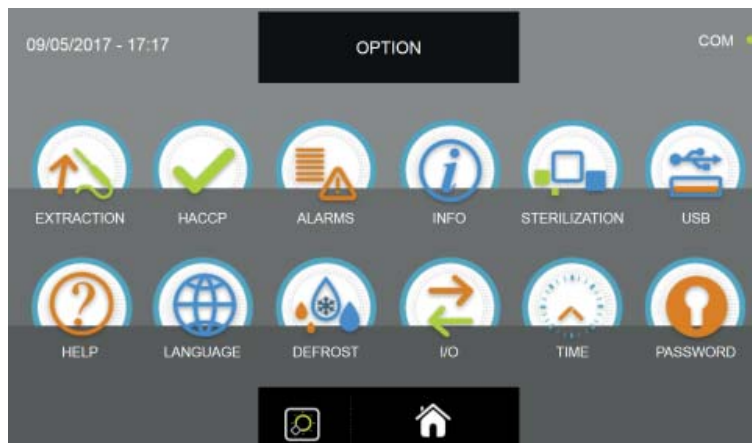 09/05/2017 - 17:17
OPTION
COM
EXTRACTION
HACCP
ALARMS
INFO
STERILIZATION
USB
HELP
LANGUAGE
DEFROST
I/O
TIME
PASSWORD